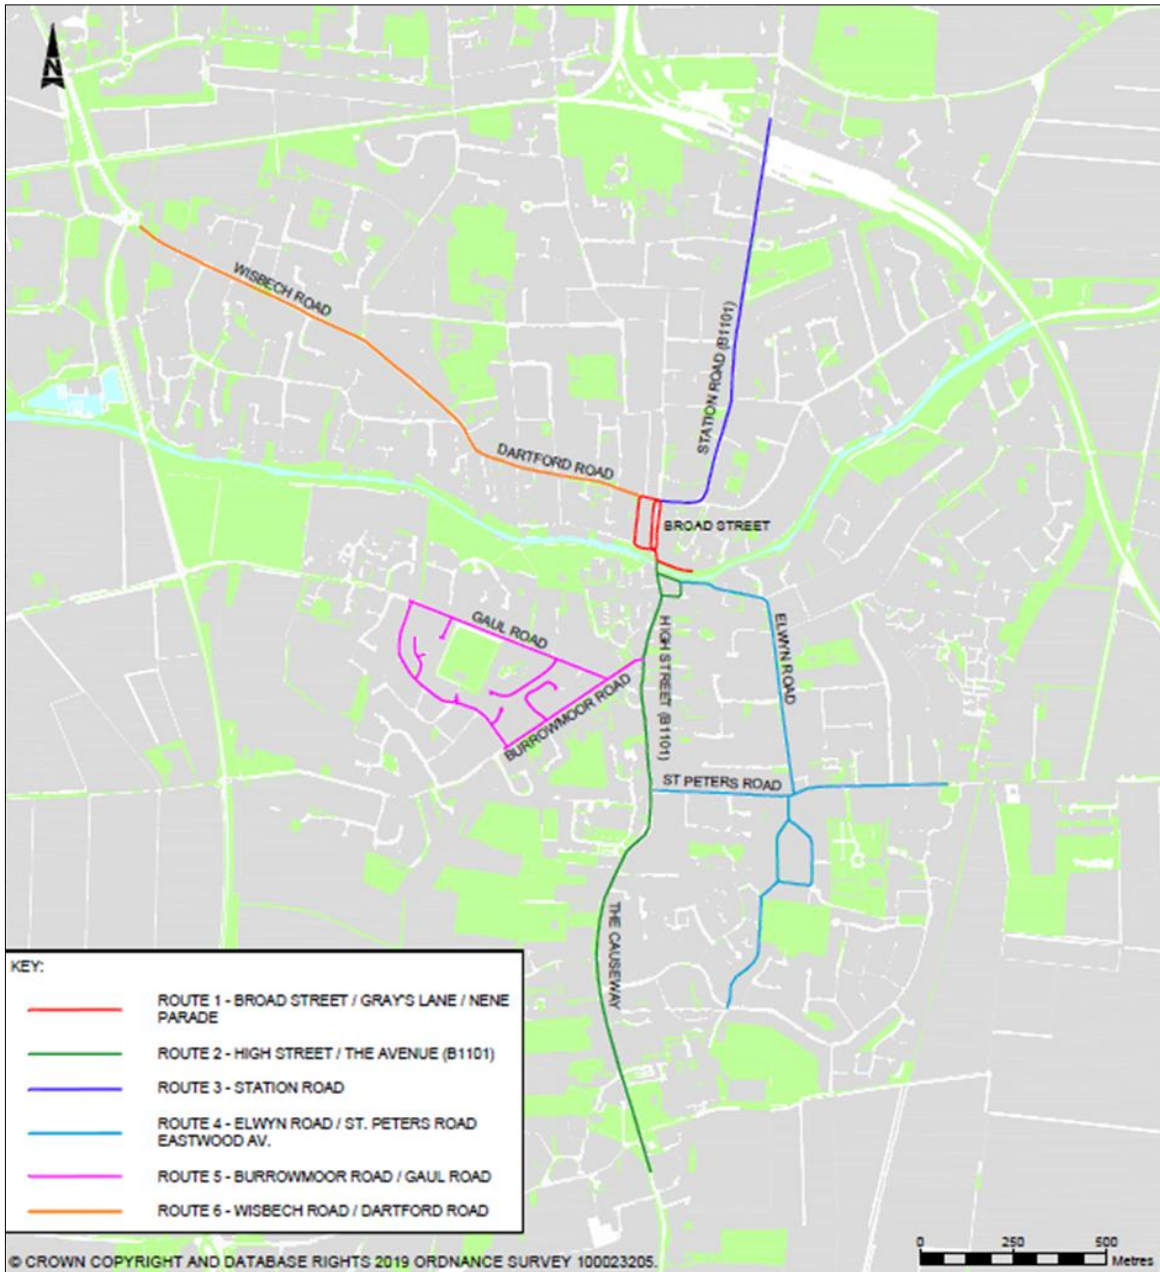 N
WISBECH ROAD
STATION ROAD (B1101)
DARTFORD ROAD
BROAD STREET
GAUL ROAD
HIGH STREET (B1101)
ELWYN ROAD
BURROWMOOR ROAD
ST PETERS ROAD
THE CAUSEWAY
KEY:
ROUTE 1 - BROAD STREET / GRAY'S LANE / NENE
PARADE
ROUTE 2 - HIGH STREET / THE AVENUE (B1101)
ROUTE 3 - STATION ROAD
ROUTE 4 - ELWYN ROAD / ST. PETERS ROAD
EASTWOOD AV.
ROUTE 5 - BURROWMOOR ROAD / GAUL ROAD
ROUTE 6 - WISBECH ROAD / DARTFORD ROAD
0 250 500
Metres
© CROWN COPYRIGHT AND DATABASE RIGHTS 2019 ORDNANCE SURVEY 100023205.